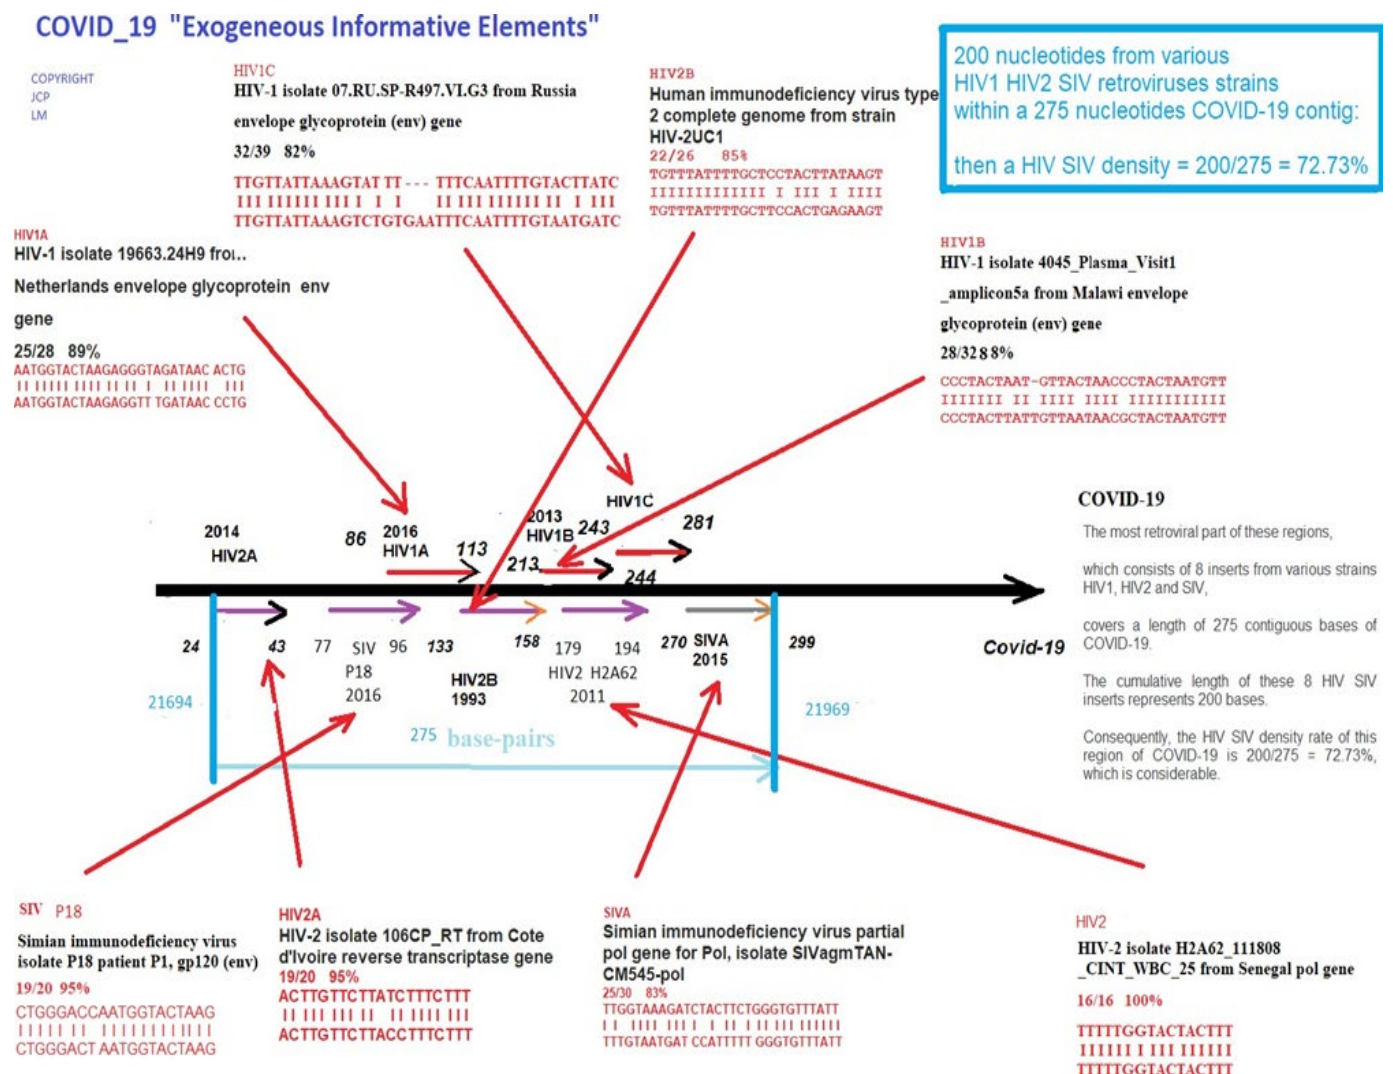 COVID_19 "Exogeneous Informative Elements"
COPYRIGHT
JCP
LM
HIV1C
HIV-1 isolate 07.RU.SP-R497.VI.G3 from Russia
envelope glycoprotein (env) gene
32/39 82%
TTGTTATTAAAGTAT TT - - - TTTCAATTTTGTACTTATC
TTGTTATTAAAGTCTGTGAATTTCAATTTTGTAATGATC
HIV2B
Human immunodeficiency virus type
2 complete genome from strain
HIV-2UC1
22/26 85%
TGTTTATTTTGCTCCTACTTATAAGT
TGTTTATTTTGCTTCCACTGAGAAGT
200 nucleotides from various
HIV1 HIV2 SIV retroviruses strains
within a 275 nucleotides COVID-19 contig:
then a HIV SIV density = 200/275 = 72.73%
HIV1A
HIV-1 isolate 19663.24H9 fro...
Netherlands envelope glycoprotein env
gene
25/28 89%
AATGGTACTAAGAGGGTAGATAAC ACTG
AATGGTACTAAGAGGTT TGATAAC CCTG
HIV1B
HIV-1 isolate 4045_Plasma_Visit1
_amplicon5a from Malawi envelope
glycoprotein (env) gene
28/32 88%
CCCTACTAAT-GTTACTAACCCTACTAATGTT
CCCTACTTATTGTTAATAACGCTACTAATGTT
2014
HIV2A
86
2016
HIV1A
113
2013
HIV1B
213
243
HIV1C
244
281
24
43
77
SIV
P18
2016
96
133
HIV2B
1993
158
179
194
HIV2 H2A62
2011
270
SIVA
2015
299
Covid-19
21694
21969
275 base-pairs
COVID-19
The most retroviral part of these regions,
which consists of 8 inserts from various strains
HIV1, HIV2 and SIV,
covers a length of 275 contiguous bases of
COVID-19.
The cumulative length of these 8 HIV SIV
inserts represents 200 bases.
Consequently, the HIV SIV density rate of this
region of COVID-19 is 200/275 = 72.73%,
which is considerable.
SIV P18
Simian immunodeficiency virus
isolate P18 patient P1, gp120 (env)
19/20 95%
CTGGGACCAATGGTACTAAG
CTGGGACT AATGGTACTAAG
HIV2A
HIV-2 isolate 106CP_RT from Cote
d'Ivoire reverse transcriptase gene
19/20 95%
ACTTGTTCTTATCTTTCTTT
ACTTGTTCTTACCTTTCTTT
SIVA
Simian immunodeficiency virus partial
pol gene for Pol, isolate SIVagmTAN-
CM545-pol
25/30 83%
TTGGTAAAGATCTACTTCTGGGTGTTTATT
TTTGTAATGAT CCATTTTT GGGTGTTTATT
HIV2
HIV-2 isolate H2A62_111808
_CINT_WBC_25 from Senegal pol gene
16/16 100%
TTTTTGGTACTACTTT
TTTTTGGTACTACTTT